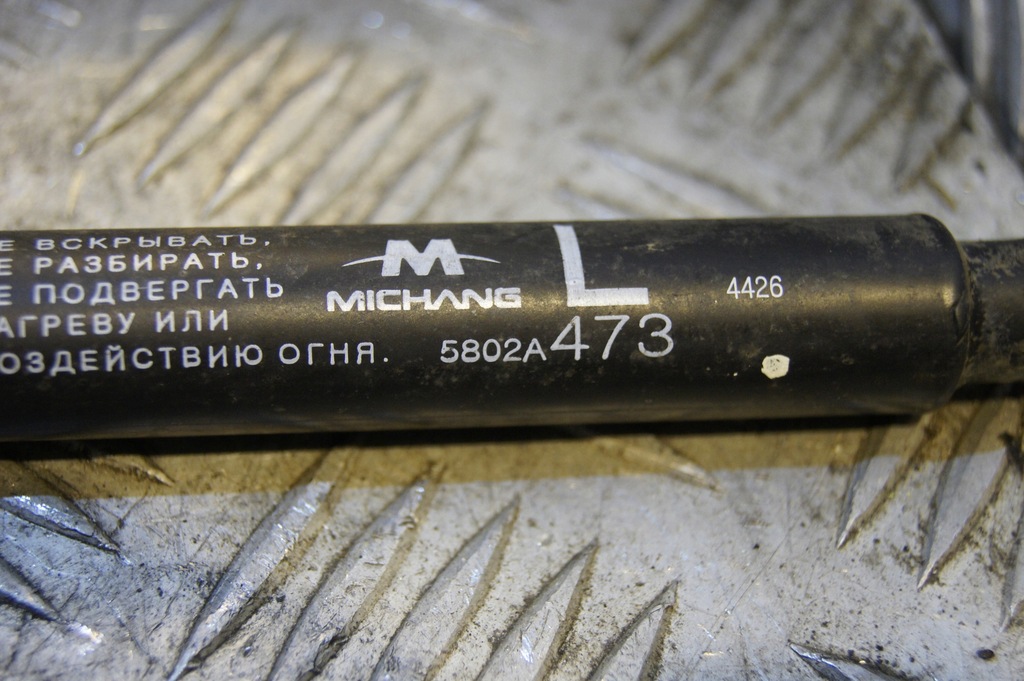 Е ВСКРЫВАТЬ,
Е РАЗБИРАТЬ,
Е ПОДВЕРГАТЬ
АГРЕВУ ИЛИ
ОЗДЕЙСТВИЮ ОГНЯ.
M
MICHANG
L
5802A473
4426